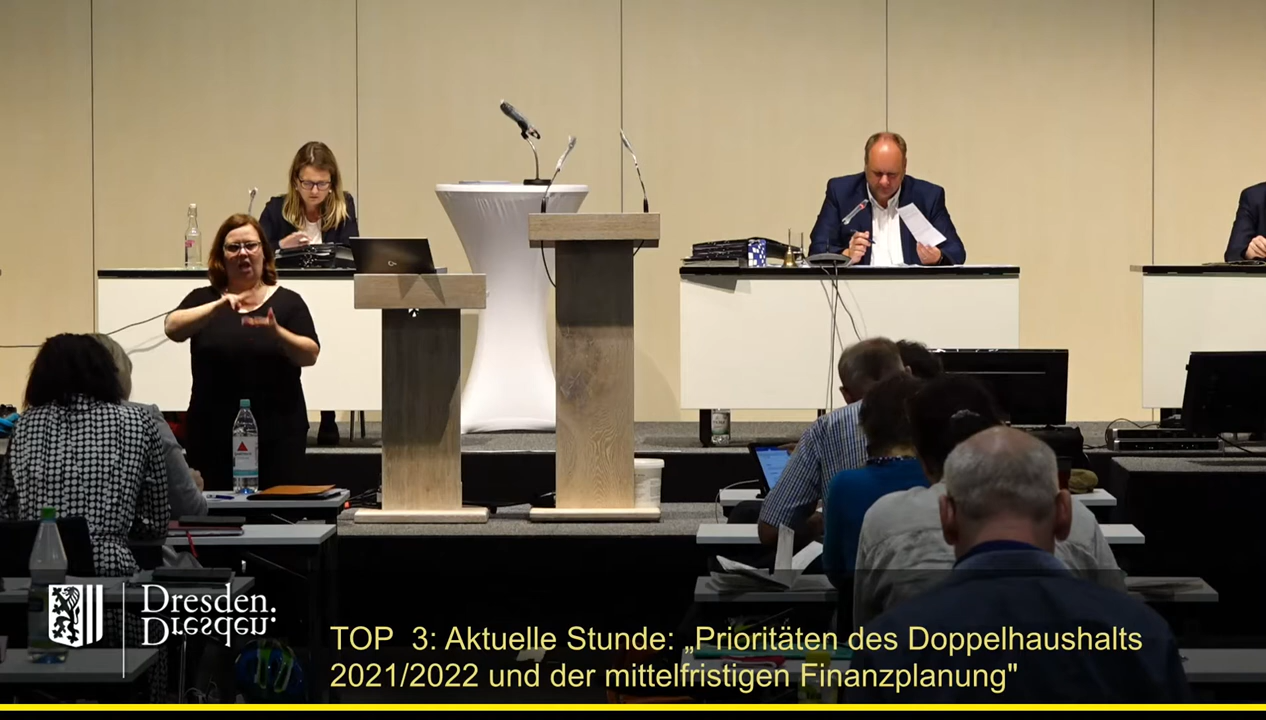 Dresden.
Dresden.
TOP  3: Aktuelle Stunde: „Prioritäten des Doppelhaushalts
2021/2022 und der mittelfristigen Finanzplanung"